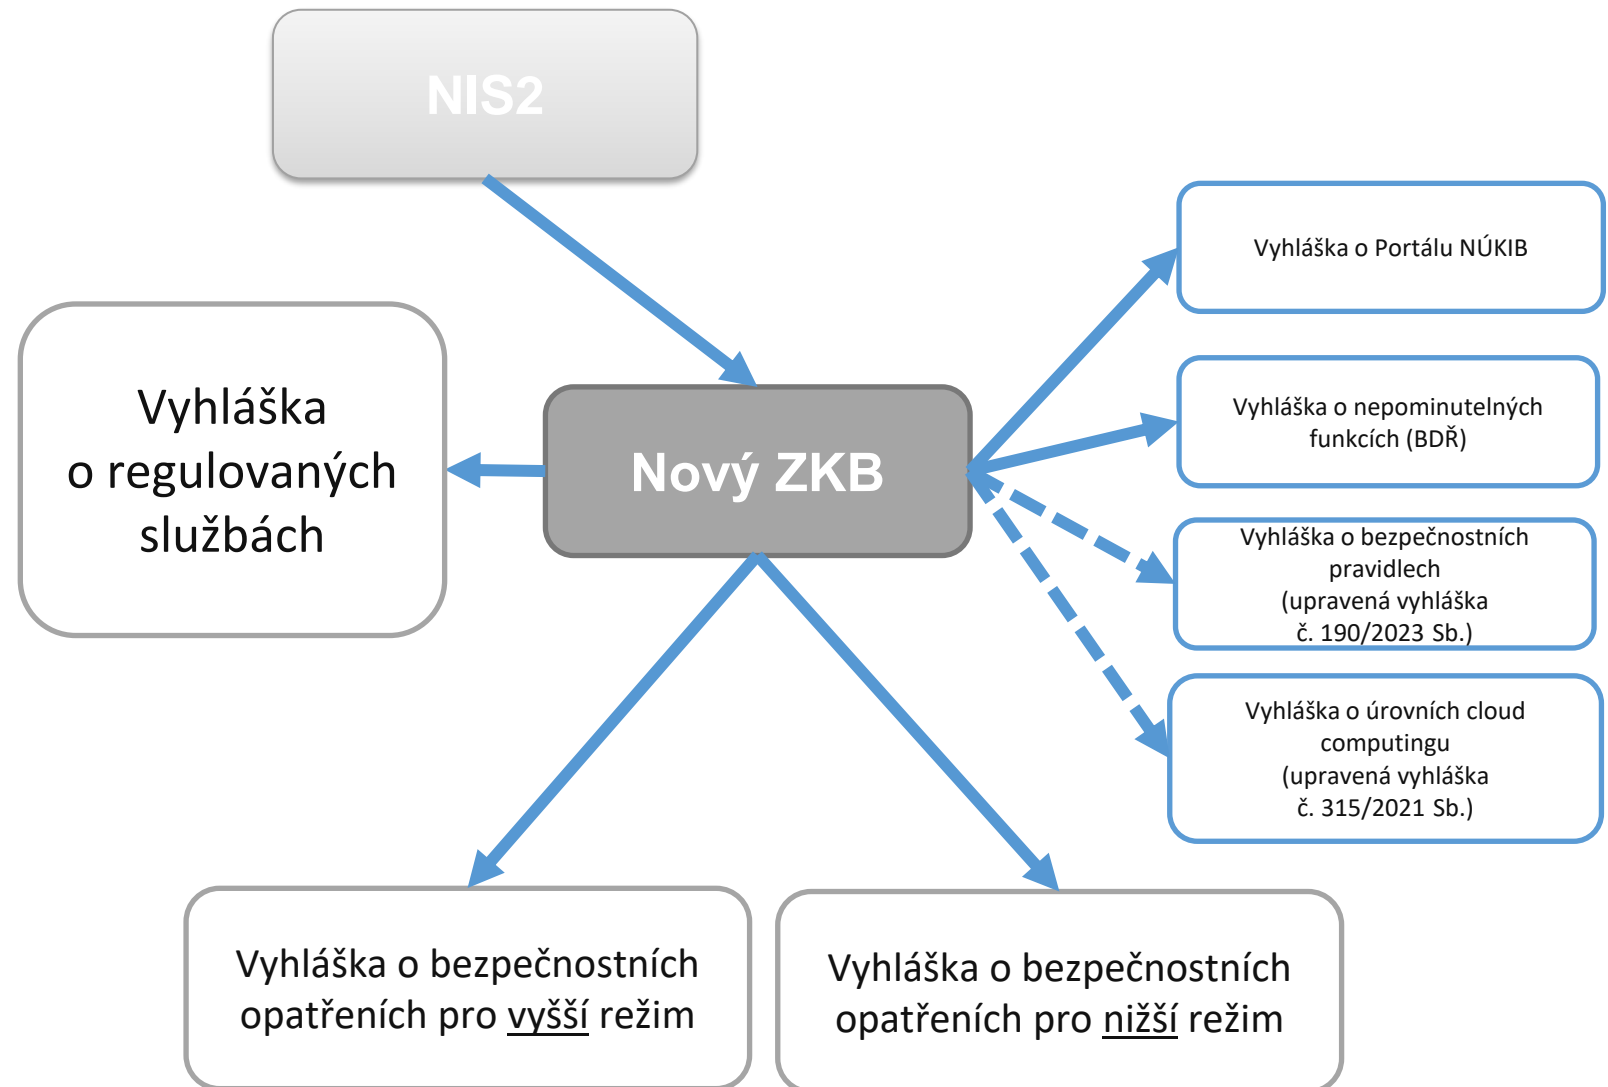 NIS2
Vyhláška o Portálu NÚKIB
Vyhláška
o regulovaných
službách
Nový ZKB
Vyhláška o nepominutelných
funkcích (BDŘ)
Vyhláška o bezpečnostních
pravidlech
(upravená vyhláška
č. 190/2023 Sb.)
Vyhláška o úrovních cloud
computingu
(upravená vyhláška
č. 315/2021 Sb.)
Vyhláška o bezpečnostních
opatřeních pro vyšší režim
Vyhláška o bezpečnostních
opatřeních pro nižší režim